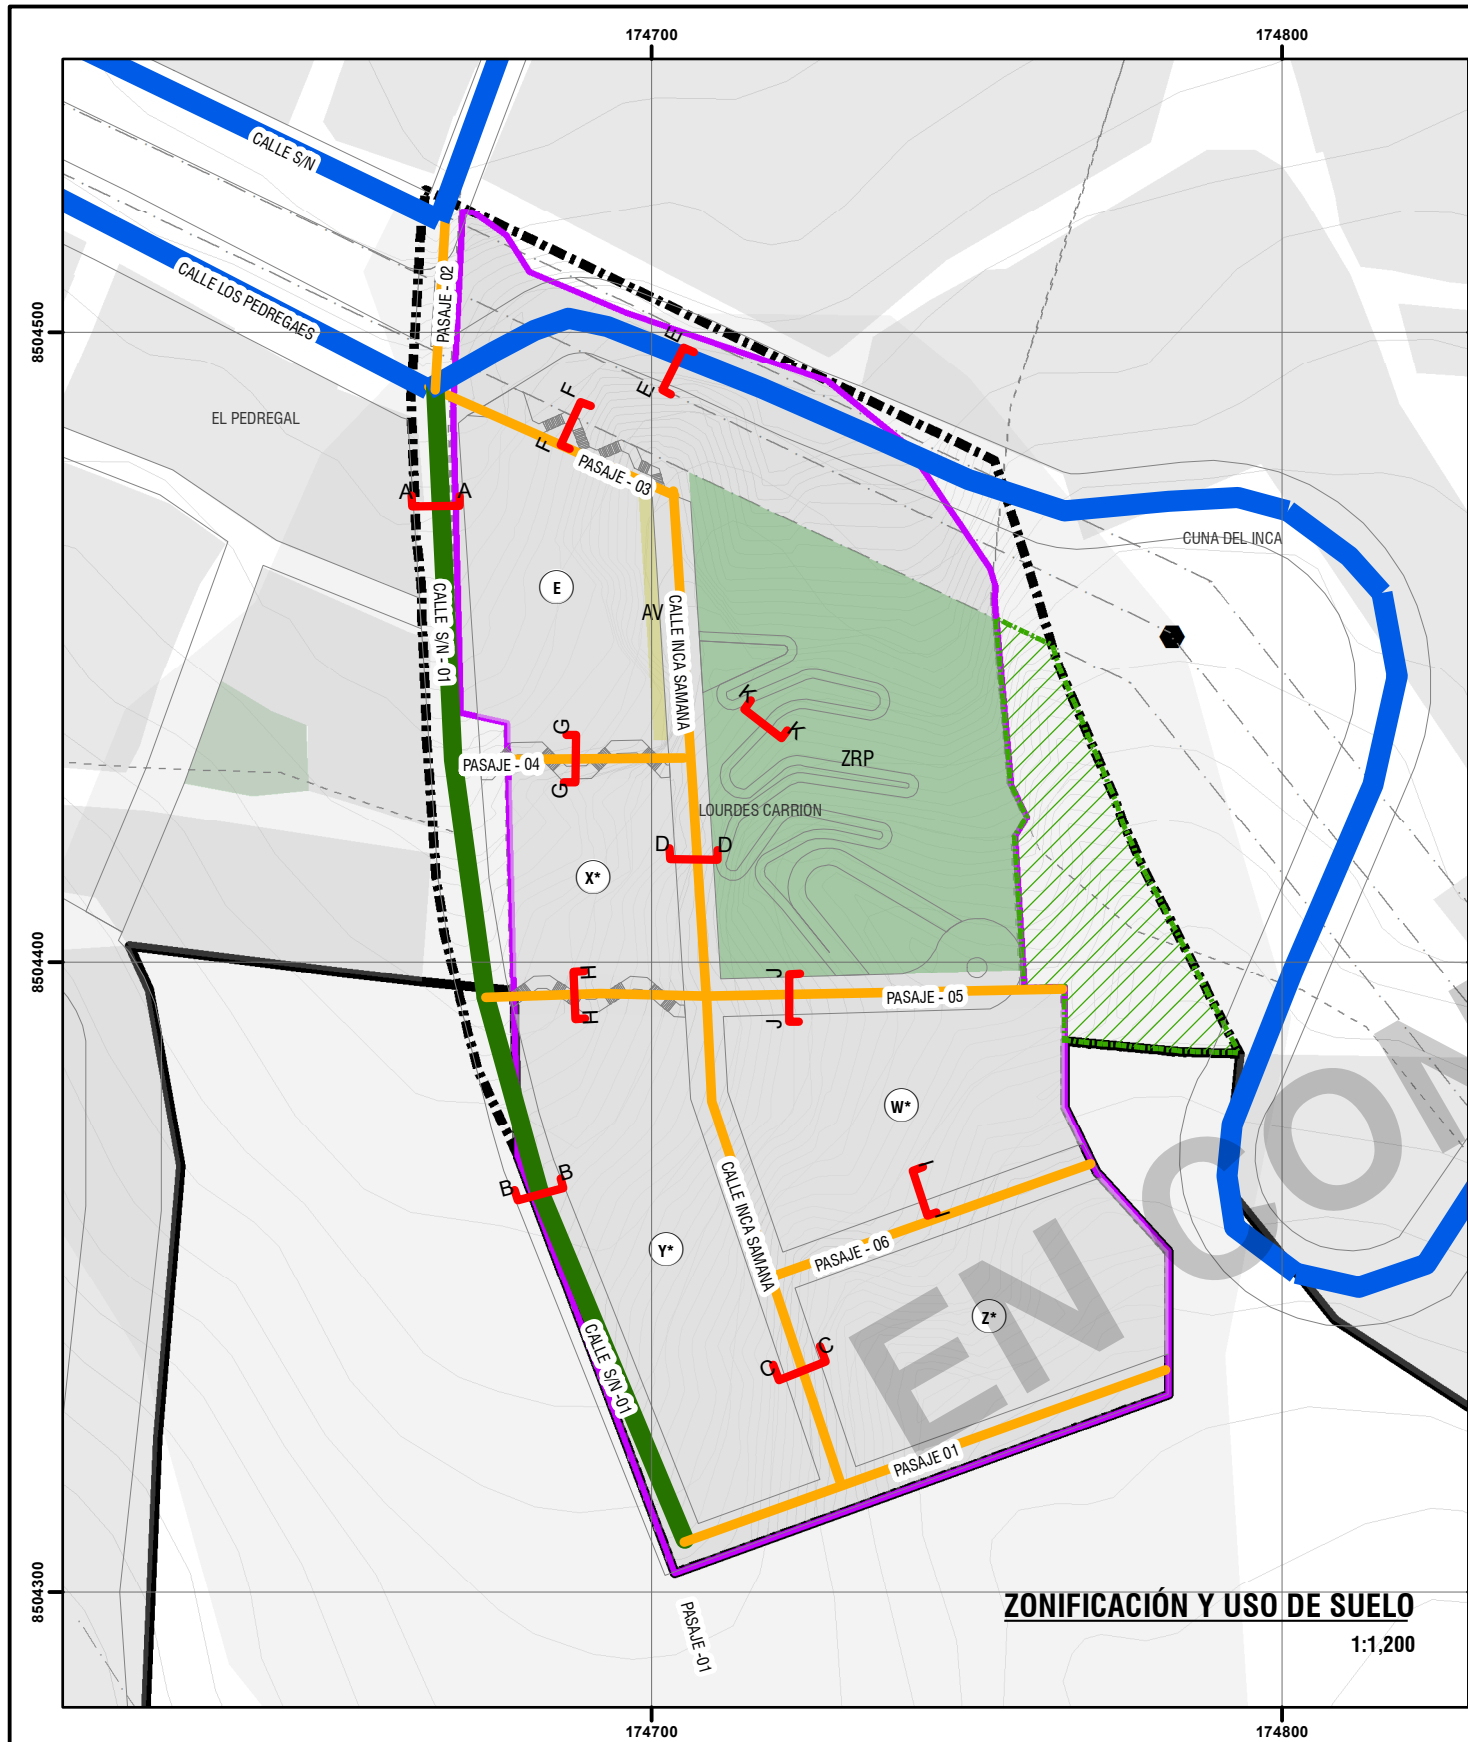 174700
174800
CALLE S/N
CALLE LOS PEDREGAES
PASAJE - 02
8504500
E
E
F
F
EL PEDREGAL
PASAJE - 03
A
A
CUNA DEL INCA
E
AV
CALLE S/N - 01
CALLE INCA SAMANA
K
K
G
G
PASAJE - 04
ZRP
LOURDES CARRION
D
D
X*
8504400
H
H
J
J
PASAJE - 05
W*
I
I
B
B
CALLE INCA SAMANA
Y*
PASAJE - 06
Z*
C
C
CALLE S/N -01
PASAJE 01
EN CON
8504300
PASAJE -01
ZONIFICACIÓN Y USO DE SUELO
1:1,200
174700
174800